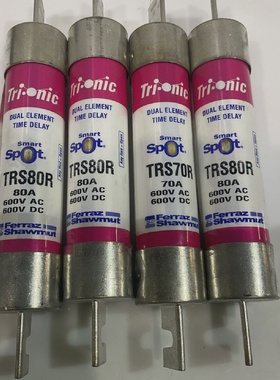 Tri-onic
DUAL ELEMENT
TIME DELAY
Smart
Spot
TRS80R
80A
600V AC
600V DC
Ferraz
Shawmut
Tri-onic
DUAL ELEMENT
TIME DELAY
Smart
Spot
TRS80R
80A
600V AC
600V DC
Ferraz
Shawmut
Tri-onic
DUAL ELEMENT
TIME DELAY
Smart
Spot
TRS70R
70A
600V AC
600V DC
Ferraz
Shawmut
Tri-onic
DUAL ELEMENT
TIME DELAY
Smart
Spot
TRS80R
80A
600V AC
600V DC
Ferraz
Shawmut